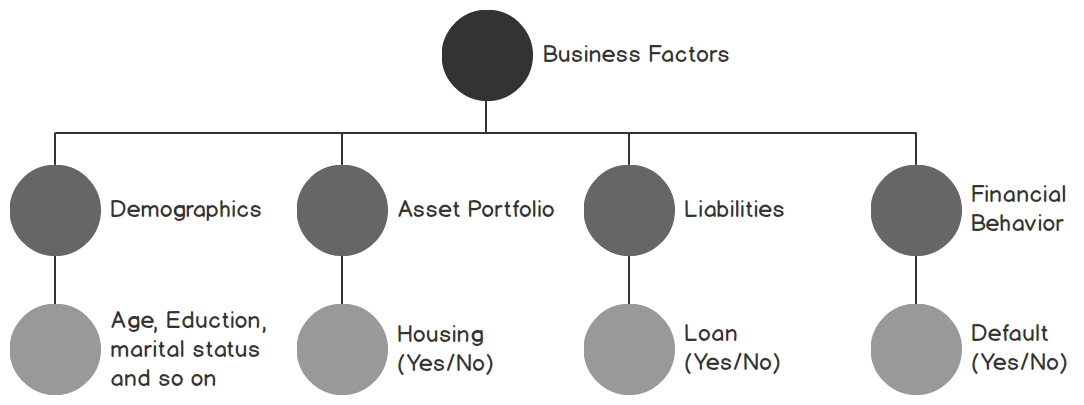 Business Factors
Demographics
Asset Portfolio
Liabilities
Financial
Behavior
Age, Eduction,
marital status
and so on
Housing
(Yes/No)
Loan
(Yes/No)
Default
(Yes/No)